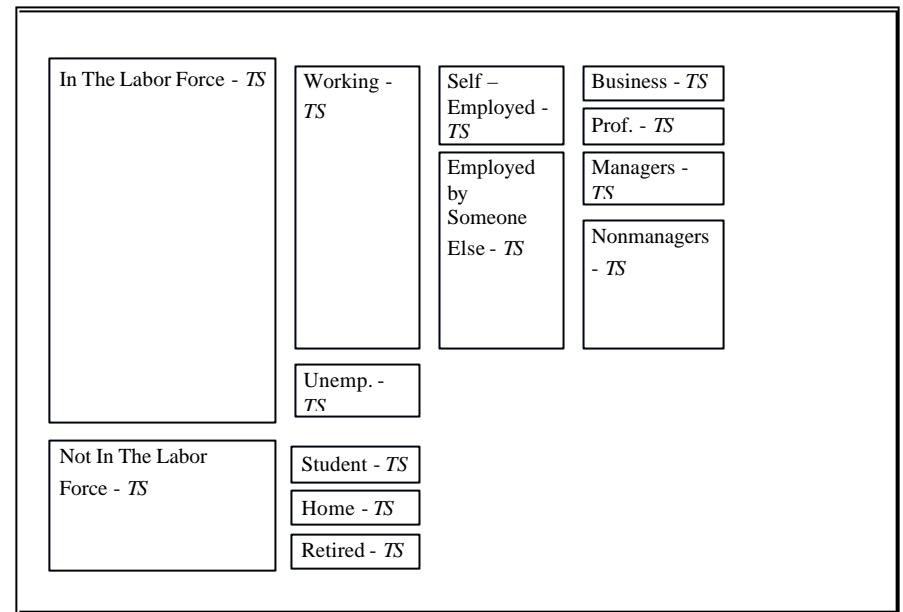 In The Labor Force - TS
Working -
TS
Self –
Employed -
TS
Business - TS
Prof. - TS
Employed
by
Someone
Else - TS
Managers -
TS
Nonmanagers
- TS
Unemp. -
TS
Not In The Labor
Force - TS
Student - TS
Home - TS
Retired - TS